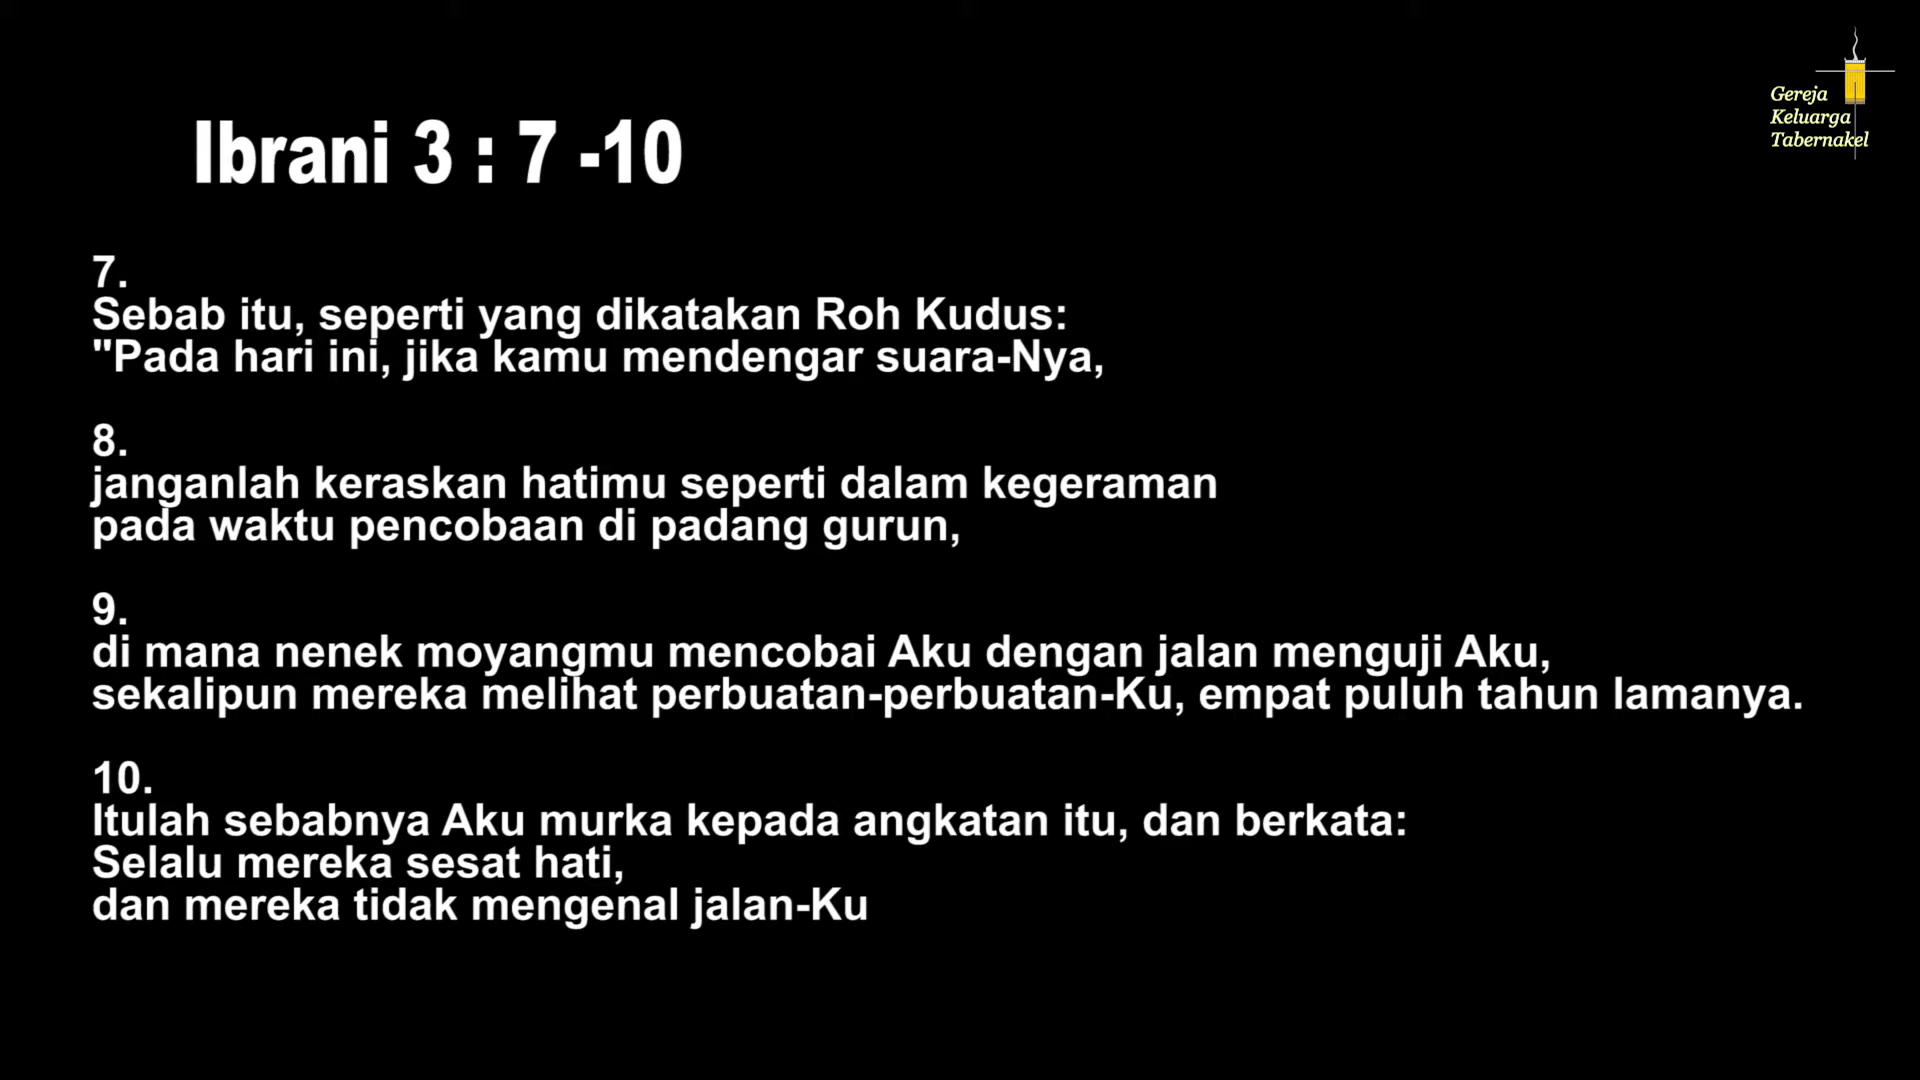 Gereja
Keluarga
Tabernakel
Ibrani 3 : 7 -10
7.
Sebab itu, seperti yang dikatakan Roh Kudus:
"Pada hari ini, jika kamu mendengar suara-Nya,
8.
janganlah keraskan hatimu seperti dalam kegeraman
pada waktu pencobaan di padang gurun,
9.
di mana nenek moyangmu mencobai Aku dengan jalan menguji Aku,
sekalipun mereka melihat perbuatan-perbuatan-Ku, empat puluh tahun lamanya.
10.
Itulah sebabnya Aku murka kepada angkatan itu, dan berkata:
Selalu mereka sesat hati,
dan mereka tidak mengenal jalan-Ku